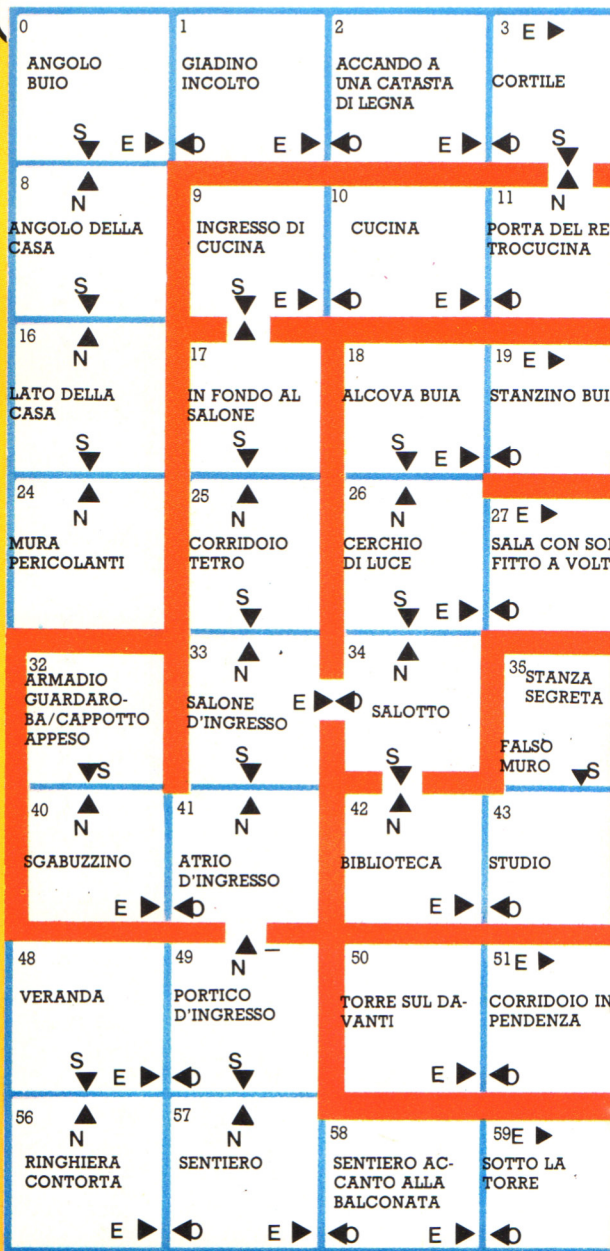 0
ANGOLO
BUIO
S
E
1
GIADINO
INCOLTO
O
E
2
ACCANDO A
UNA CATASTA
DI LEGNA
O
E
3 E
CORTILE
O
S
8
N
ANGOLO DELLA
CASA
S
9
INGRESSO DI
CUCINA
S
E
10
CUCINA
O
E
11
N
PORTA DEL RE
TROCUCINA
O
16
N
LATO DELLA
CASA
S
17
IN FONDO AL
SALONE
S
18
ALCOVA BUIA
S
E
19 E
STANZINO BUI
O
24
N
MURA
PERICOLANTI
25
N
CORRIDOIO
TETRO
S
26
N
CERCHIO
DI LUCE
S
E
27 E
SALA CON SOF
FITTO A VOLT
O
32
ARMADIO
GUARDARO-
BA/CAPPOTTO
APPESO
S
33
N
SALONE
D'INGRESSO
E
S
34
N
O
SALOTTO
S
35
STANZA
SEGRETA
FALSO
MURO
S
40
N
SGABUZZINO
E
41
N
ATRIO
D'INGRESSO
O
42
N
BIBLIOTECA
E
43
STUDIO
O
48
VERANDA
S
E
49
N
PORTICO
D'INGRESSO
O
S
50
TORRE SUL DA-
VANTI
E
51 E
CORRIDOIO IN
PENDENZA
O
56
N
RINGHIERA
CONTORTA
E
57
N
SENTIERO
O
E
58
SENTIERO AC-
CANTO ALLA
BALCONATA
O
E
59 E
SOTTO LA
TORRE
O